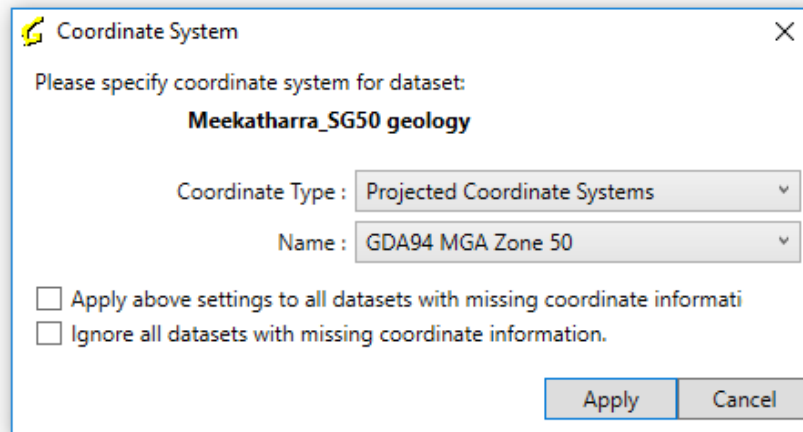 Coordinate System
Please specify coordinate system for dataset:
Meekatharra_SG50 geology
Coordinate Type : Projected Coordinate Systems
Name : GDA94 MGA Zone 50
Apply above settings to all datasets with missing coordinate informati
Ignore all datasets with missing coordinate information.
Apply Cancel